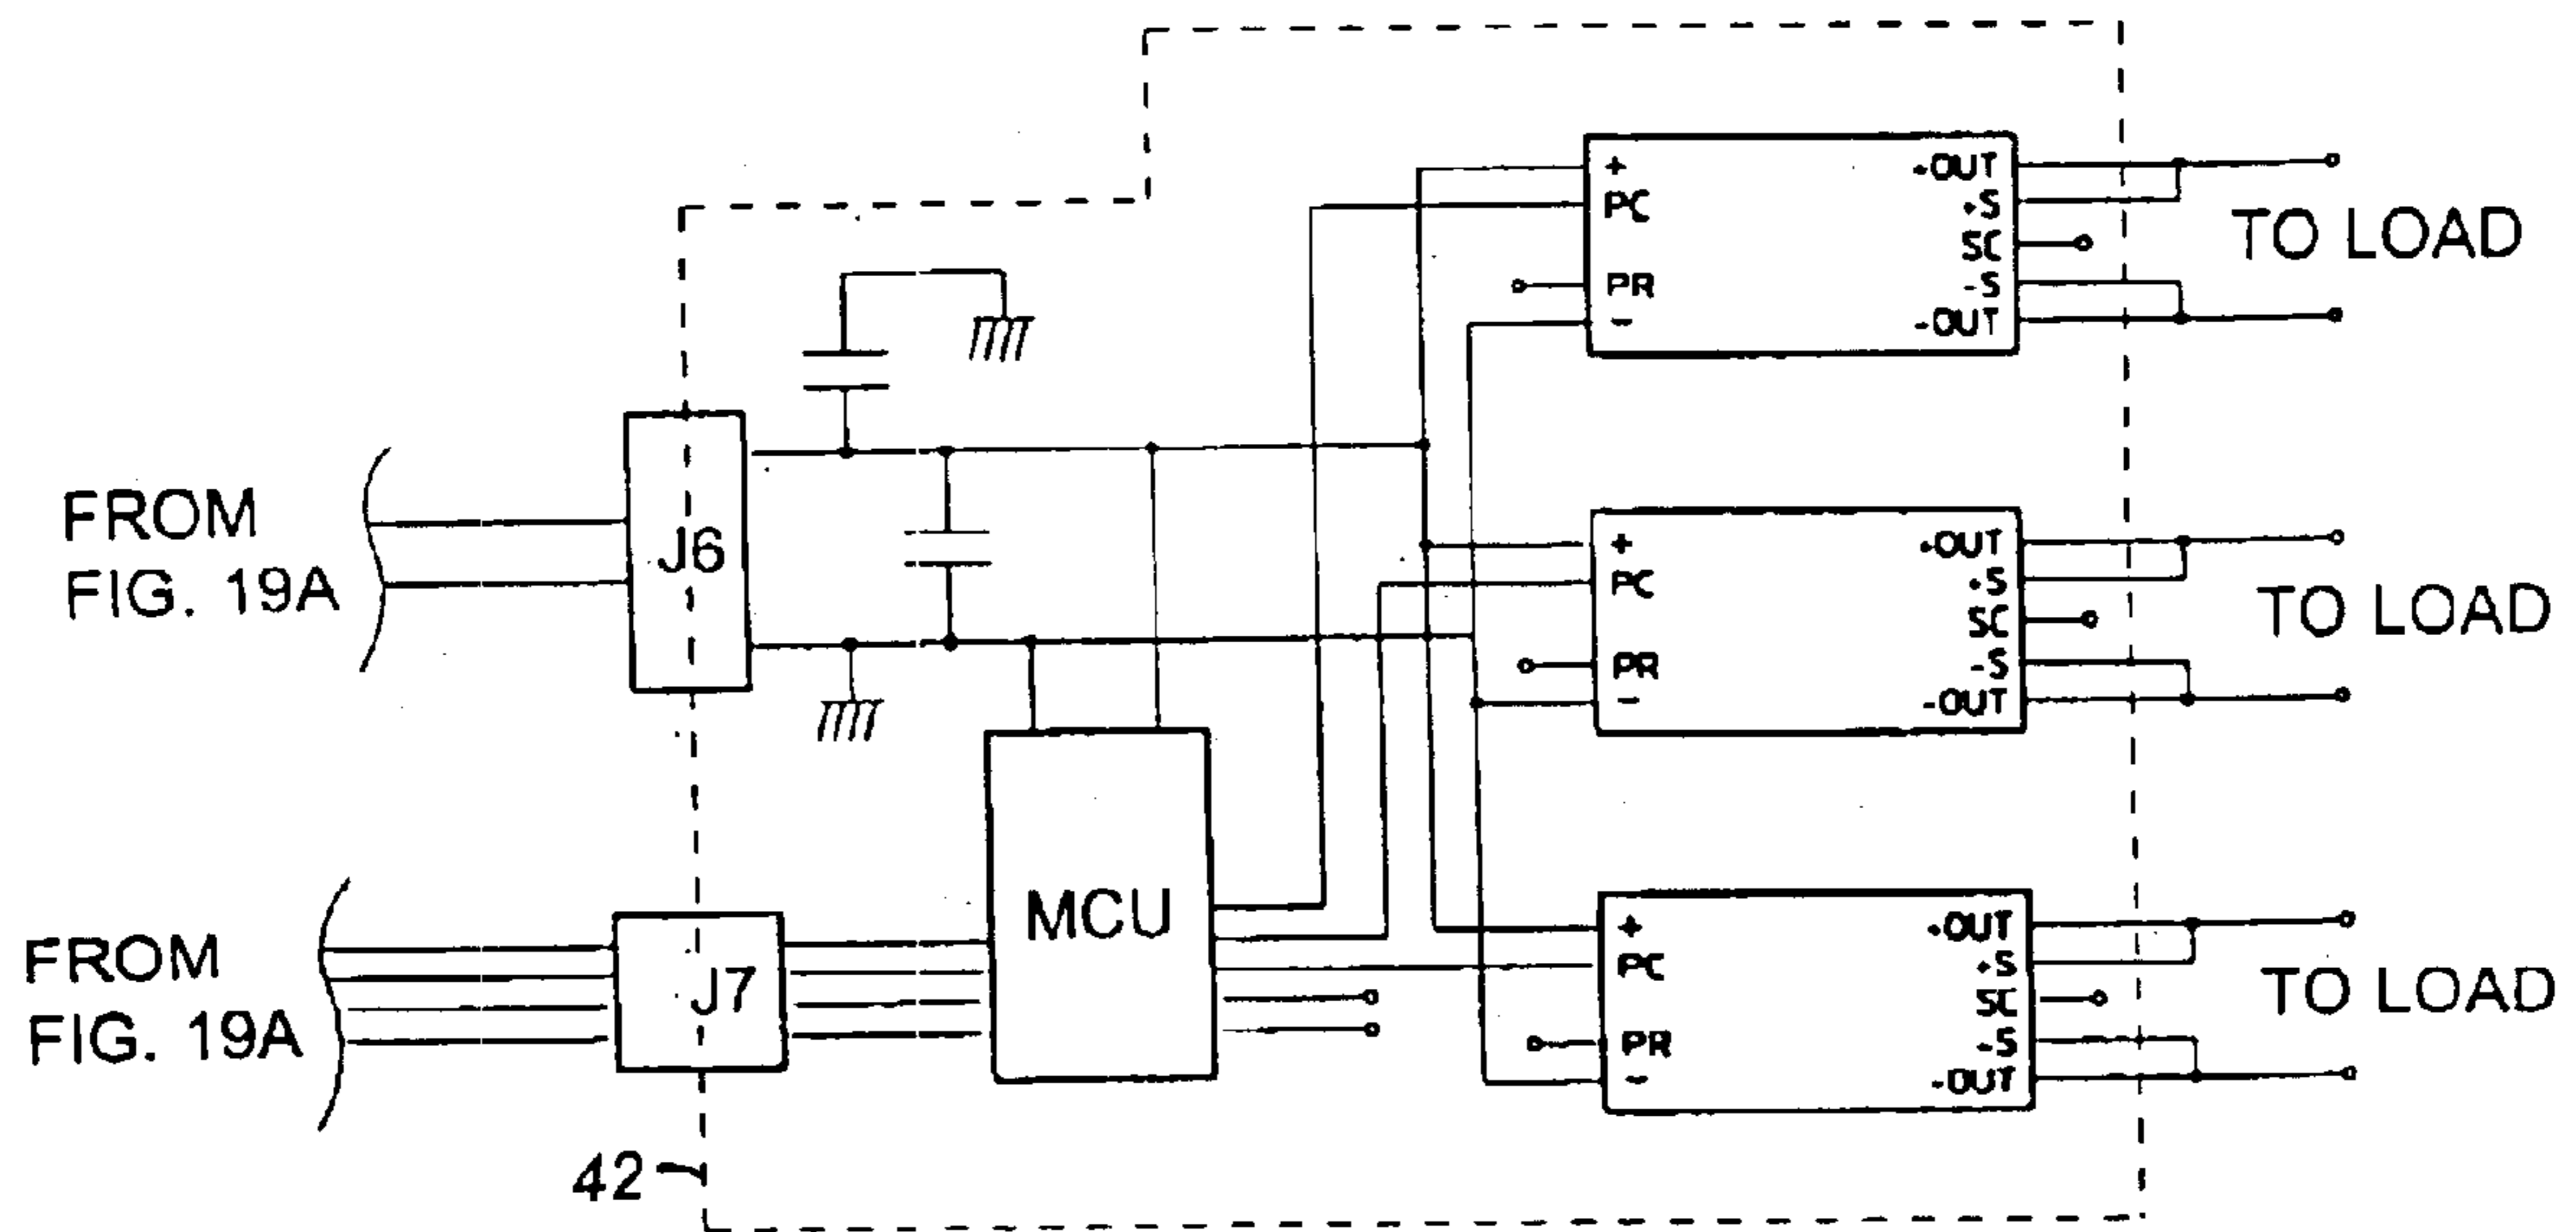 +
PC
PR
-
+OUT
+S
SC
-S
-OUT
TO LOAD
FROM
FIG. 19A
J6
+
PC
PR
-
+OUT
+S
SC
-S
-OUT
TO LOAD
FROM
FIG. 19A
J7
MCU
+
PC
PR
-
+OUT
+S
SC
-S
-OUT
TO LOAD
42